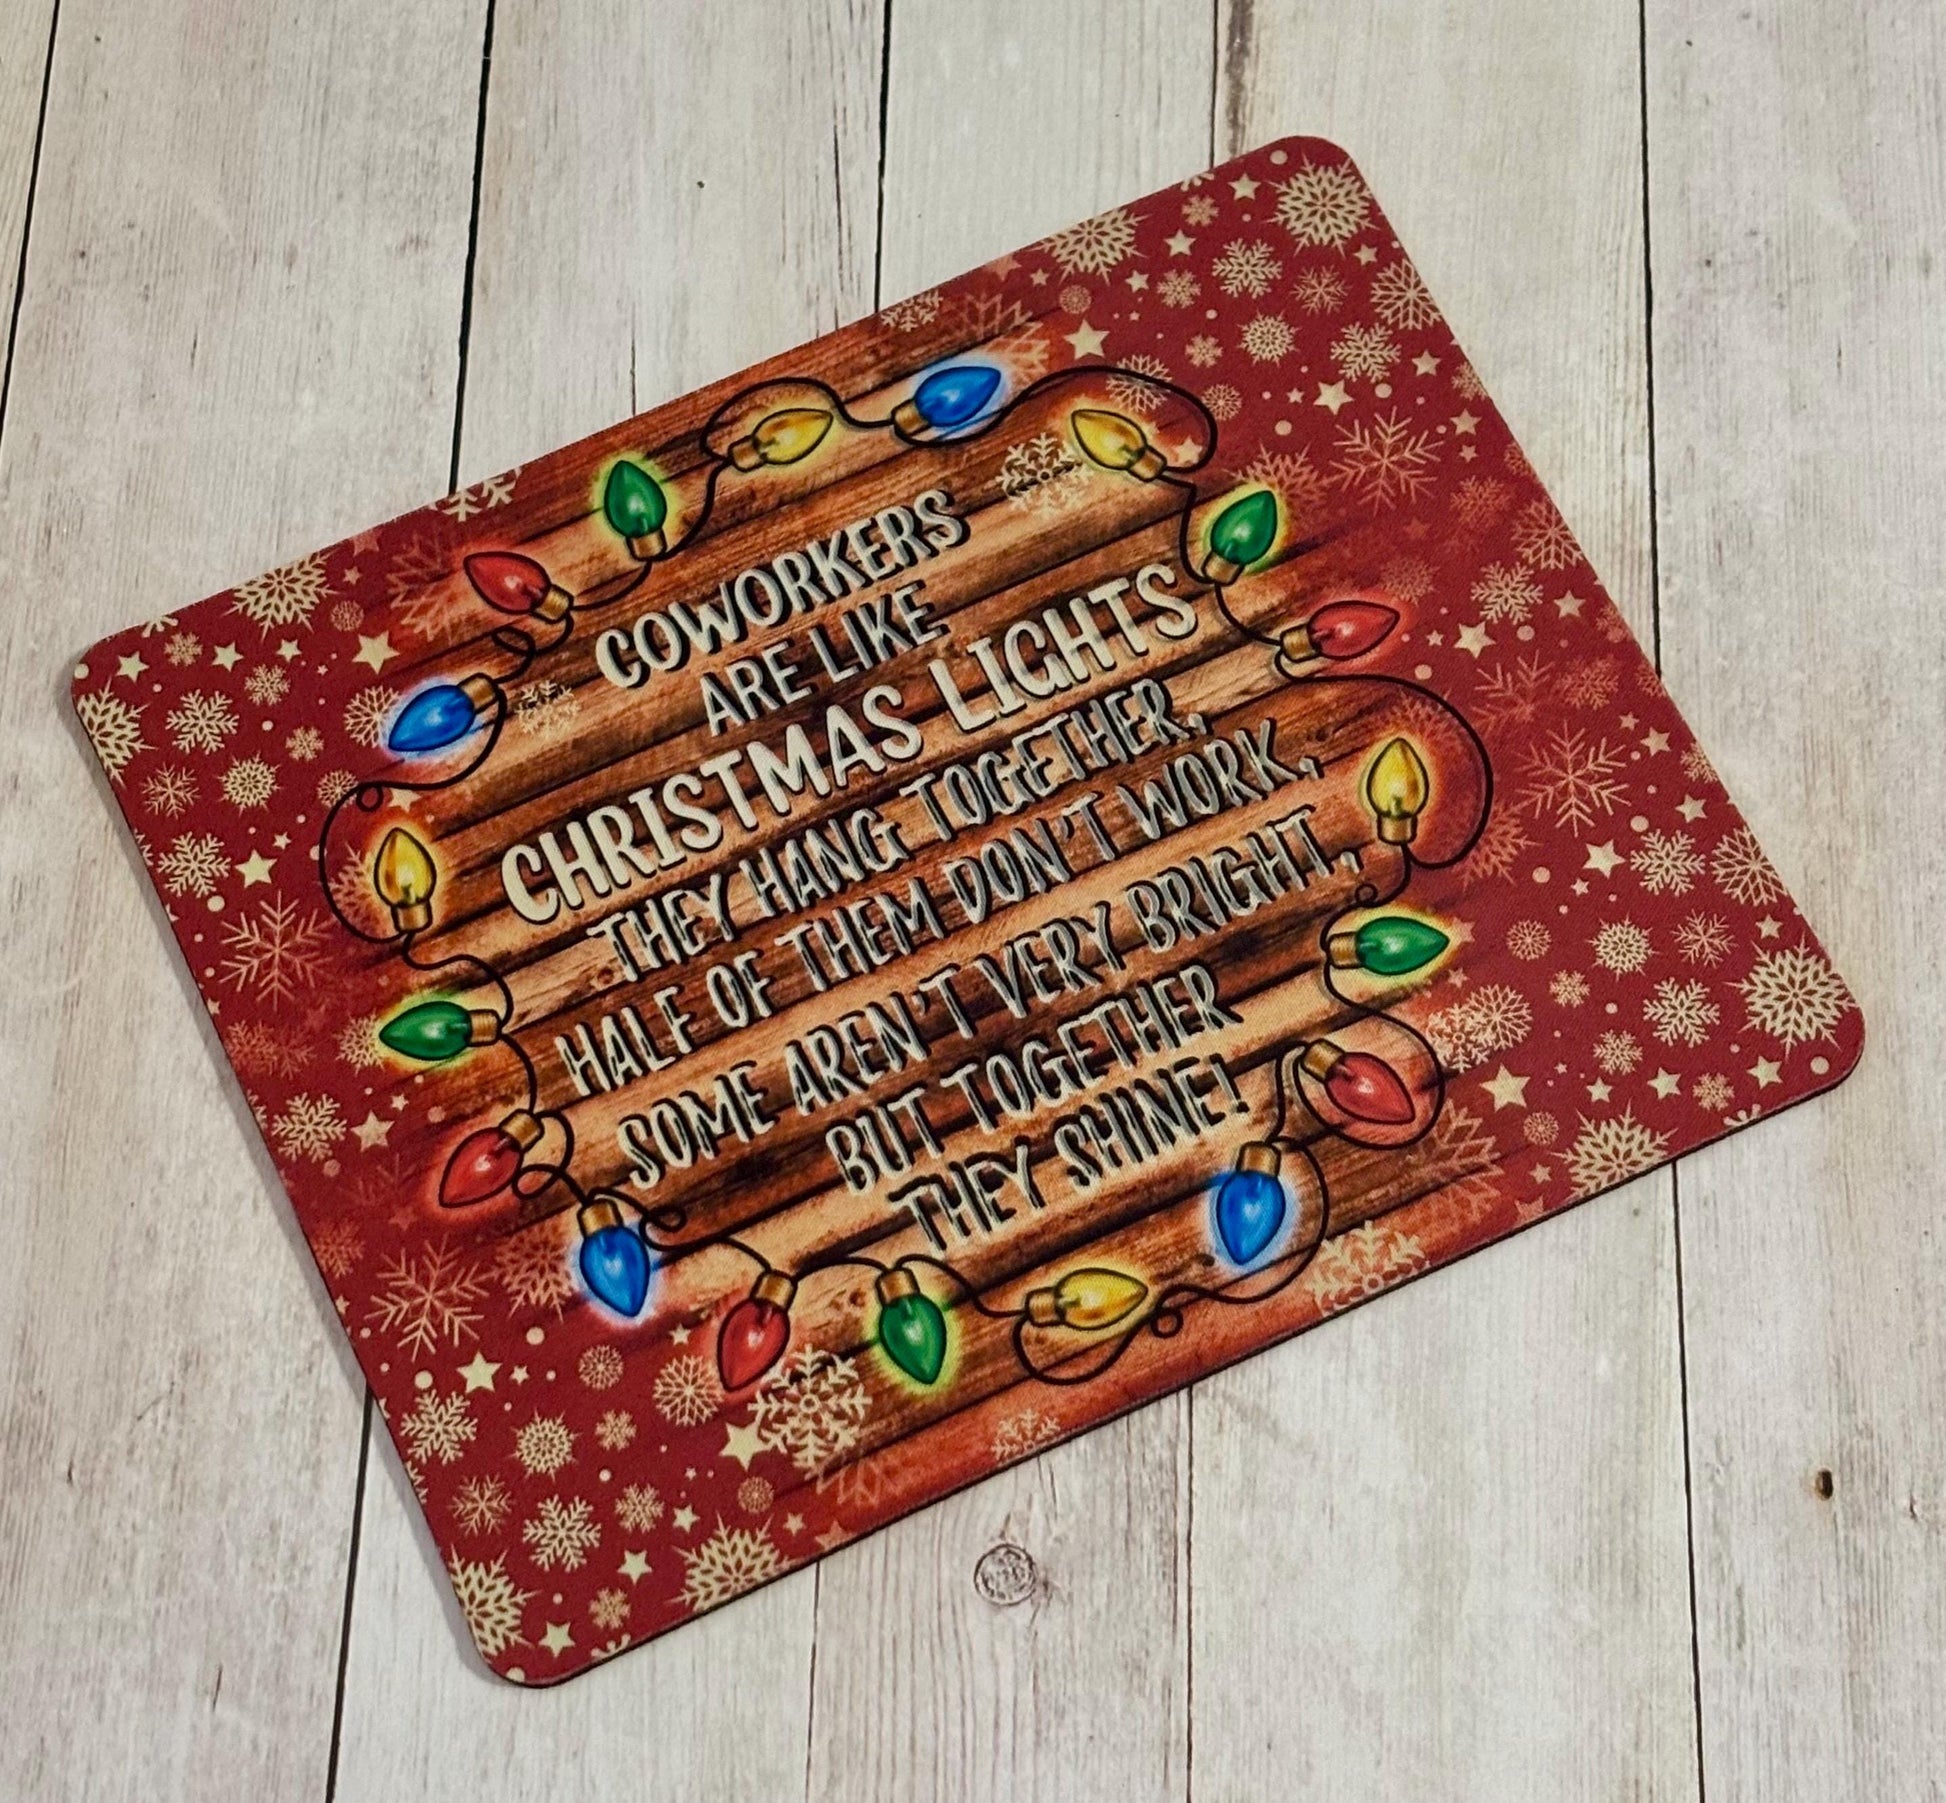 COWORKERS
ARE LIKE
CHRISTMAS LIGHTS
THEY HANG TOGETHER,
HALF OF THEM DON'T WORK,
SOME AREN'T VERY BRIGHT,
BUT TOGETHER
THEY SHINE!